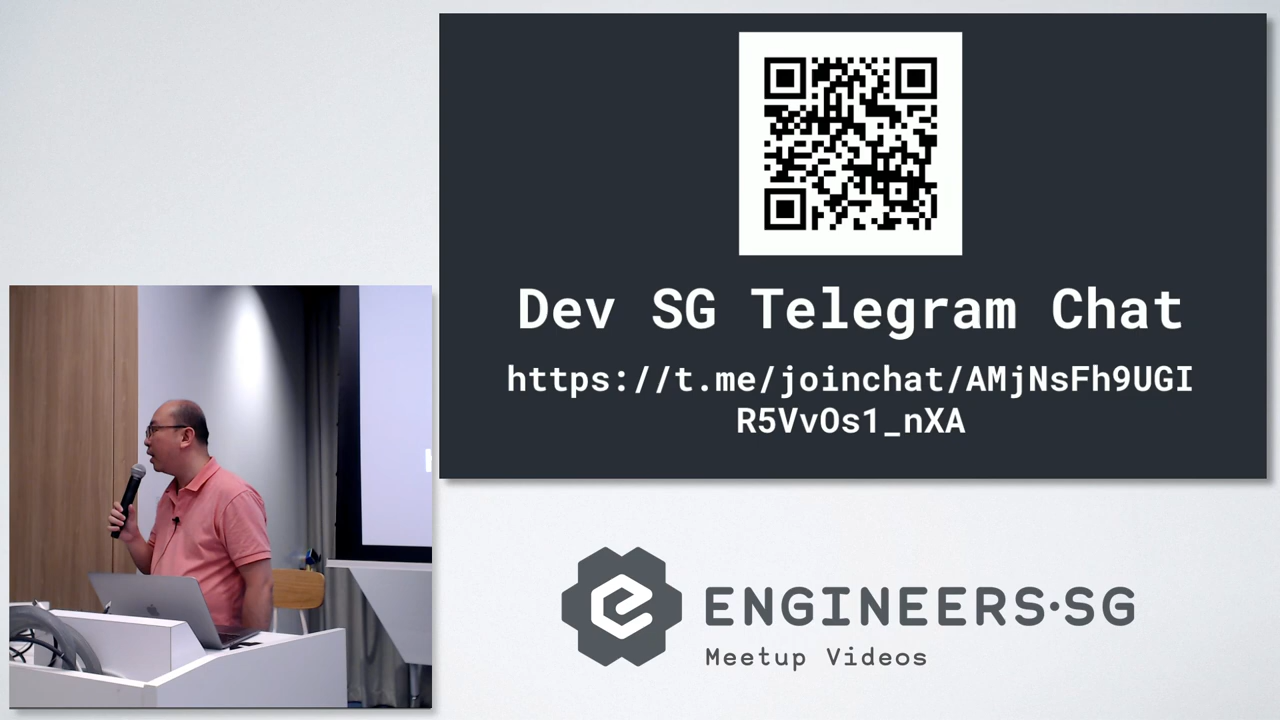 Dev SG Telegram Chat
https://t.me/joinchat/AMjNsFh9UGI
R5VvOs1_nXA
ENGINEERS·SG
Meetup Videos